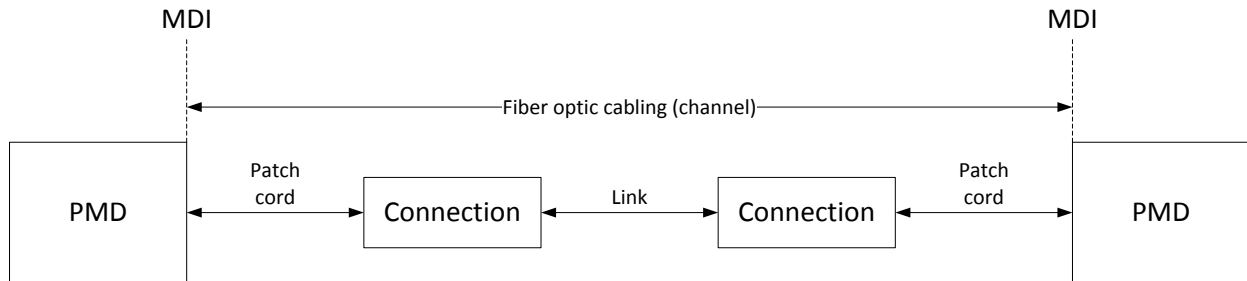 MDI
MDI
Fiber optic cabling (channel)
PMD
Patch
cord
Connection
Link
Connection
Patch
cord
PMD